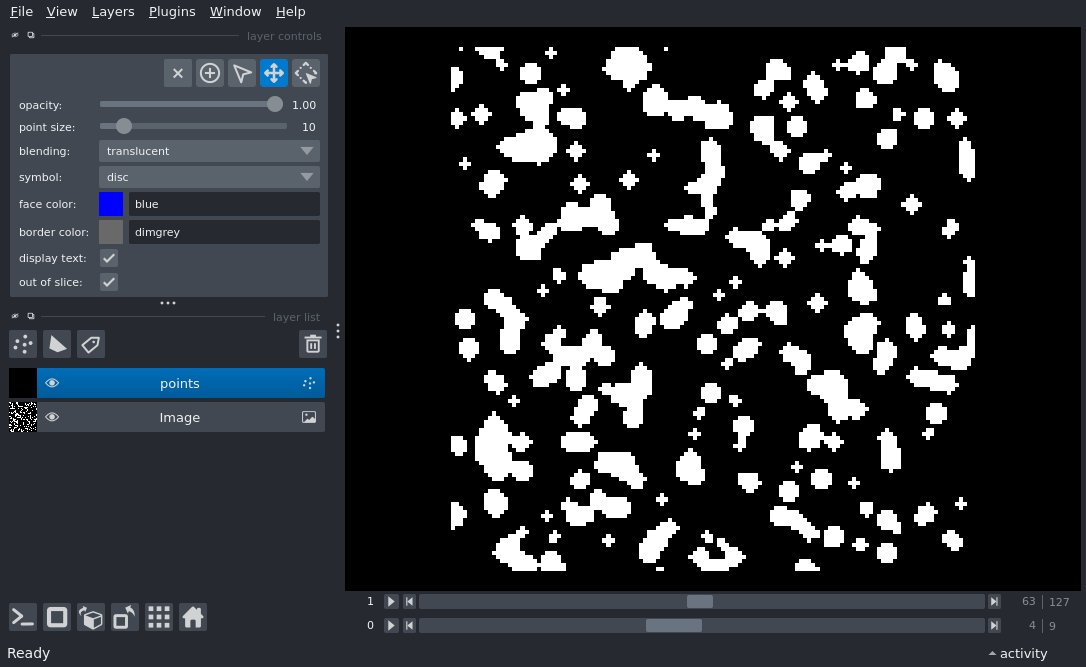 File View Layers Plugins Window Help
layer controls
opacity: 1.00
point size: 10
blending: translucent
symbol: disc
face color: blue
border color: dimgrey
display text:
out of slice:
layer list
points
Image
1 63 127
0 4 9
Ready activity